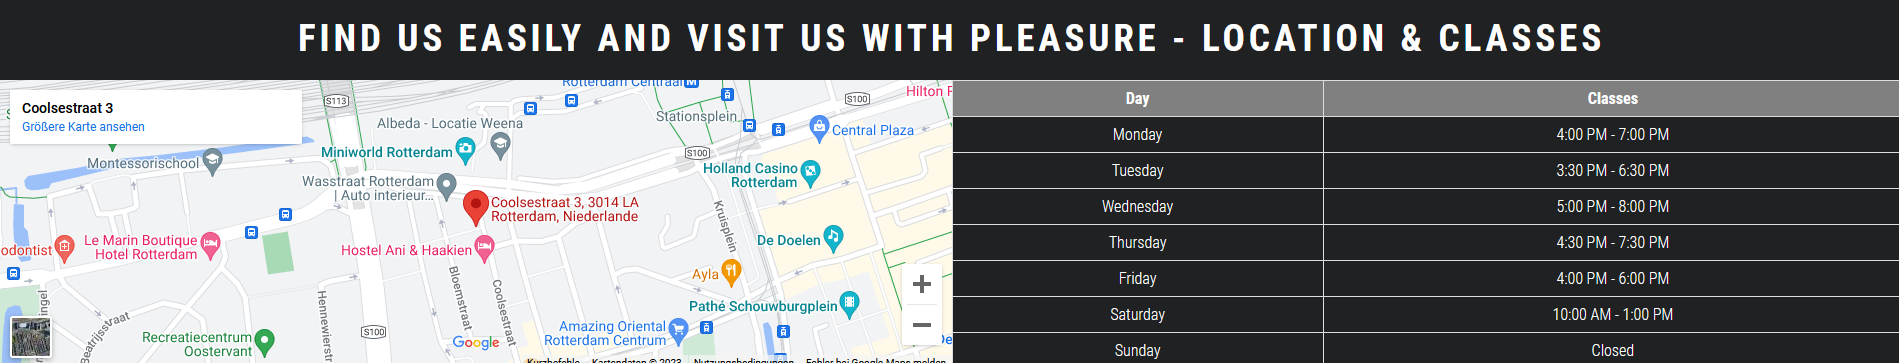 FIND US EASILY AND VISIT US WITH PLEASURE - LOCATION & CLASSES
Coolsestraat 3
Größere Karte ansehen
S113
Rotterdam Centraal
S100
Hilton
Albeda - Locatie Weena
Stationsplein
Central Plaza
Montessorischool
Miniworld Rotterdam
S100
Holland Casino
Rotterdam
Wasstraat Rotterdam
| Auto interieur...
Coolsestraat 3, 3014 LA
Rotterdam, Niederlande
Kruisplein
odontist
Le Marin Boutique
Hotel Rotterdam
Hostel Ani & Haakien
De Doelen
Ayla
Bloemstraat
Coolsestraat
Hennewierstr
Pathé Schouwburgplein
Beatrijsstraat
S100
Recreatiecentrum
Oostervant
Google
Amazing Oriental
Rotterdam Centrum
+
−
Kurzbefehle
Kartendaten © 2023
Nutzungsbedingungen
Fehler bei Google Maps melden
Day Classes
Monday 4:00 PM - 7:00 PM
Tuesday 3:30 PM - 6:30 PM
Wednesday 5:00 PM - 8:00 PM
Thursday 4:30 PM - 7:30 PM
Friday 4:00 PM - 6:00 PM
Saturday 10:00 AM - 1:00 PM
Sunday Closed